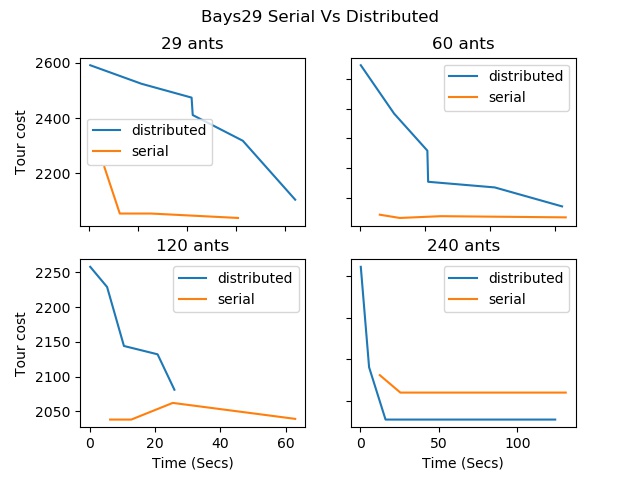 Bays29 Serial Vs Distributed
29 ants
60 ants
2600
2400
2200
Tour cost
distributed
serial
distributed
serial
120 ants
240 ants
2250
2200
2150
2100
2050
Tour cost
distributed
serial
distributed
serial
0 20 40 60
0 50 100
Time (Secs)
Time (Secs)